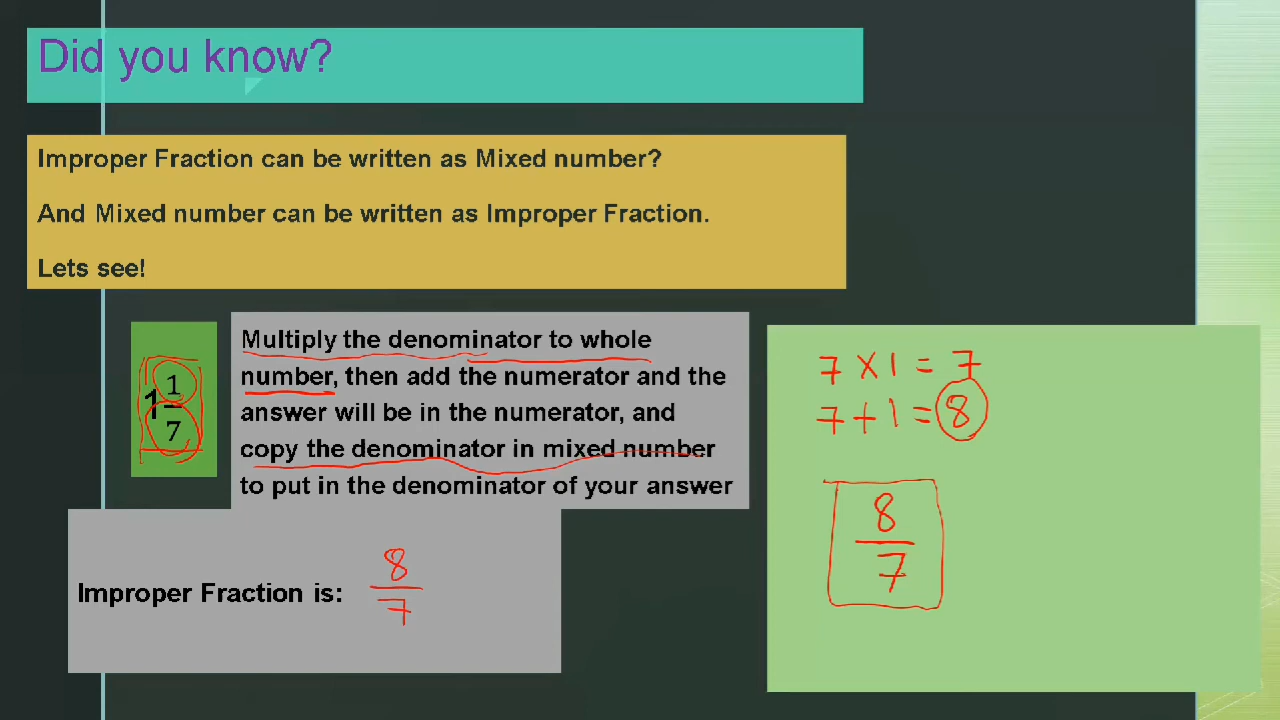 Did you know?
Improper Fraction can be written as Mixed number?
And Mixed number can be written as Improper Fraction.
Lets see!
1 1/7
Multiply the denominator to whole
number, then add the numerator and the
answer will be in the numerator, and
copy the denominator in mixed number
to put in the denominator of your answer
7 × 1 = 7
7 + 1 = 8
8
7
Improper Fraction is: 8/7